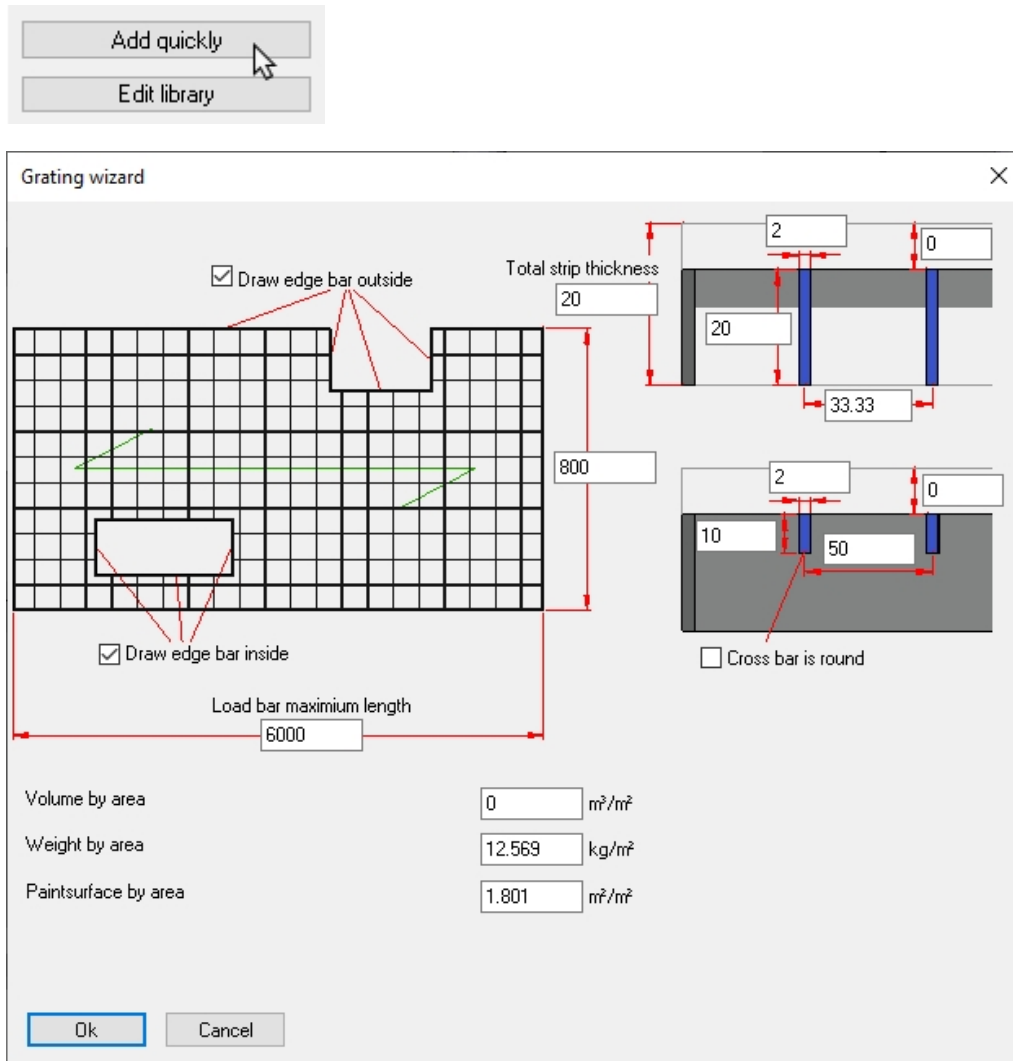 Add quickly
Edit library
Grating wizard
2
0
Draw edge bar outside
Total strip thickness
20
20
33.33
800
2
0
10
50
Draw edge bar inside
Cross bar is round
Load bar maximium length
6000
Volume by area 0 m³/m²
Weight by area 12.569 kg/m²
Paintsurface by area 1.801 m²/m²
Ok Cancel